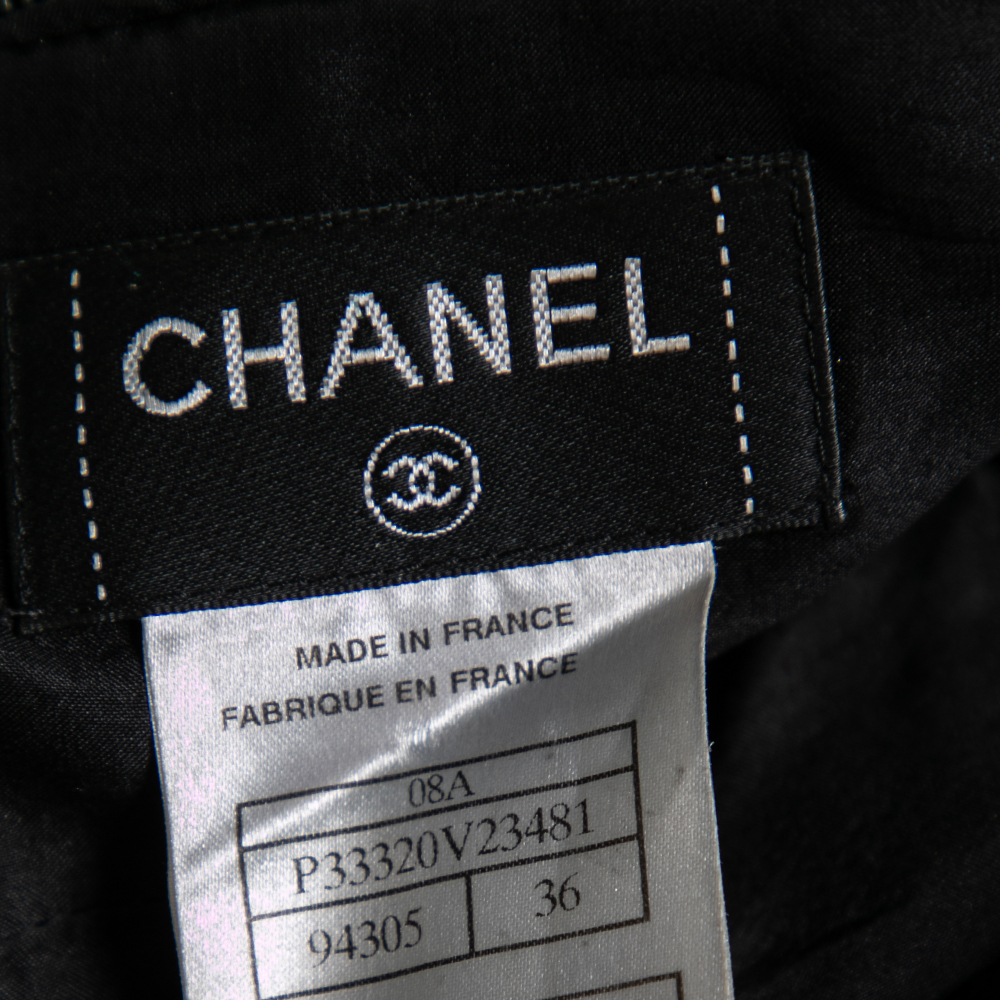 CHANEL
MADE IN FRANCE
FABRIQUE EN FRANCE
08A
P33320V23481
94305 36